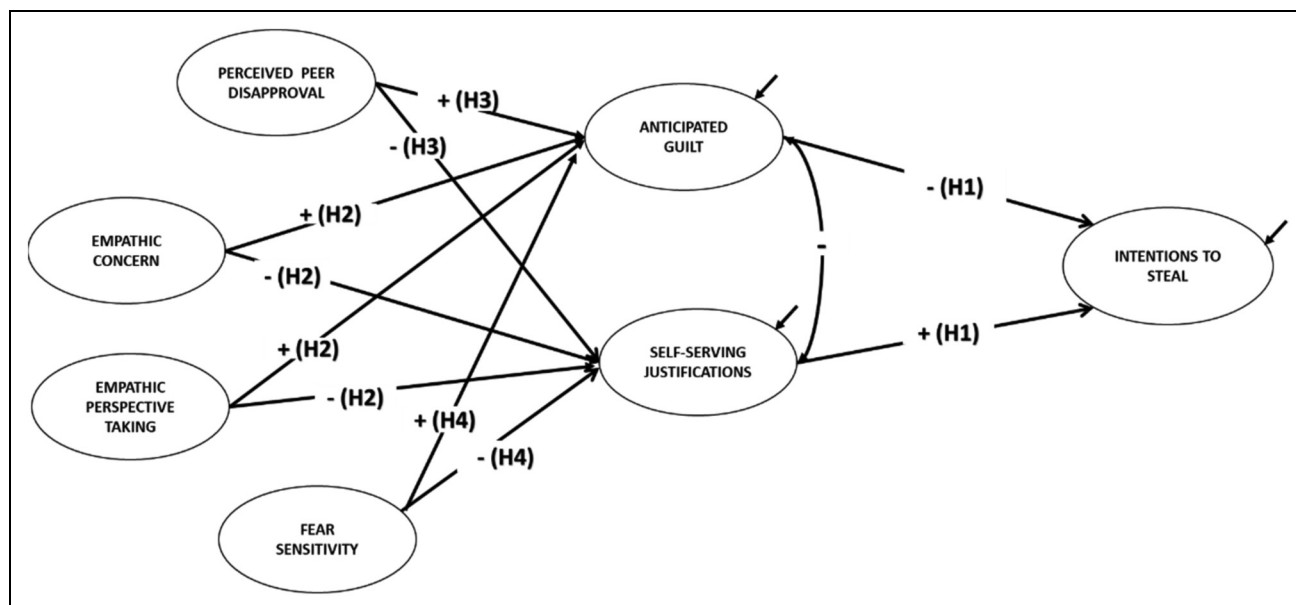 PERCEIVED PEER
DISAPPROVAL
+ (H3)
- (H3)
ANTICIPATED
GUILT
- (H1)
+ (H2)
EMPATHIC
CONCERN
- (H2)
-
INTENTIONS TO
STEAL
+ (H1)
+ (H2)
SELF-SERVING
JUSTIFICATIONS
EMPATHIC
PERSPECTIVE
TAKING
- (H2)
+ (H4)
- (H4)
FEAR
SENSITIVITY